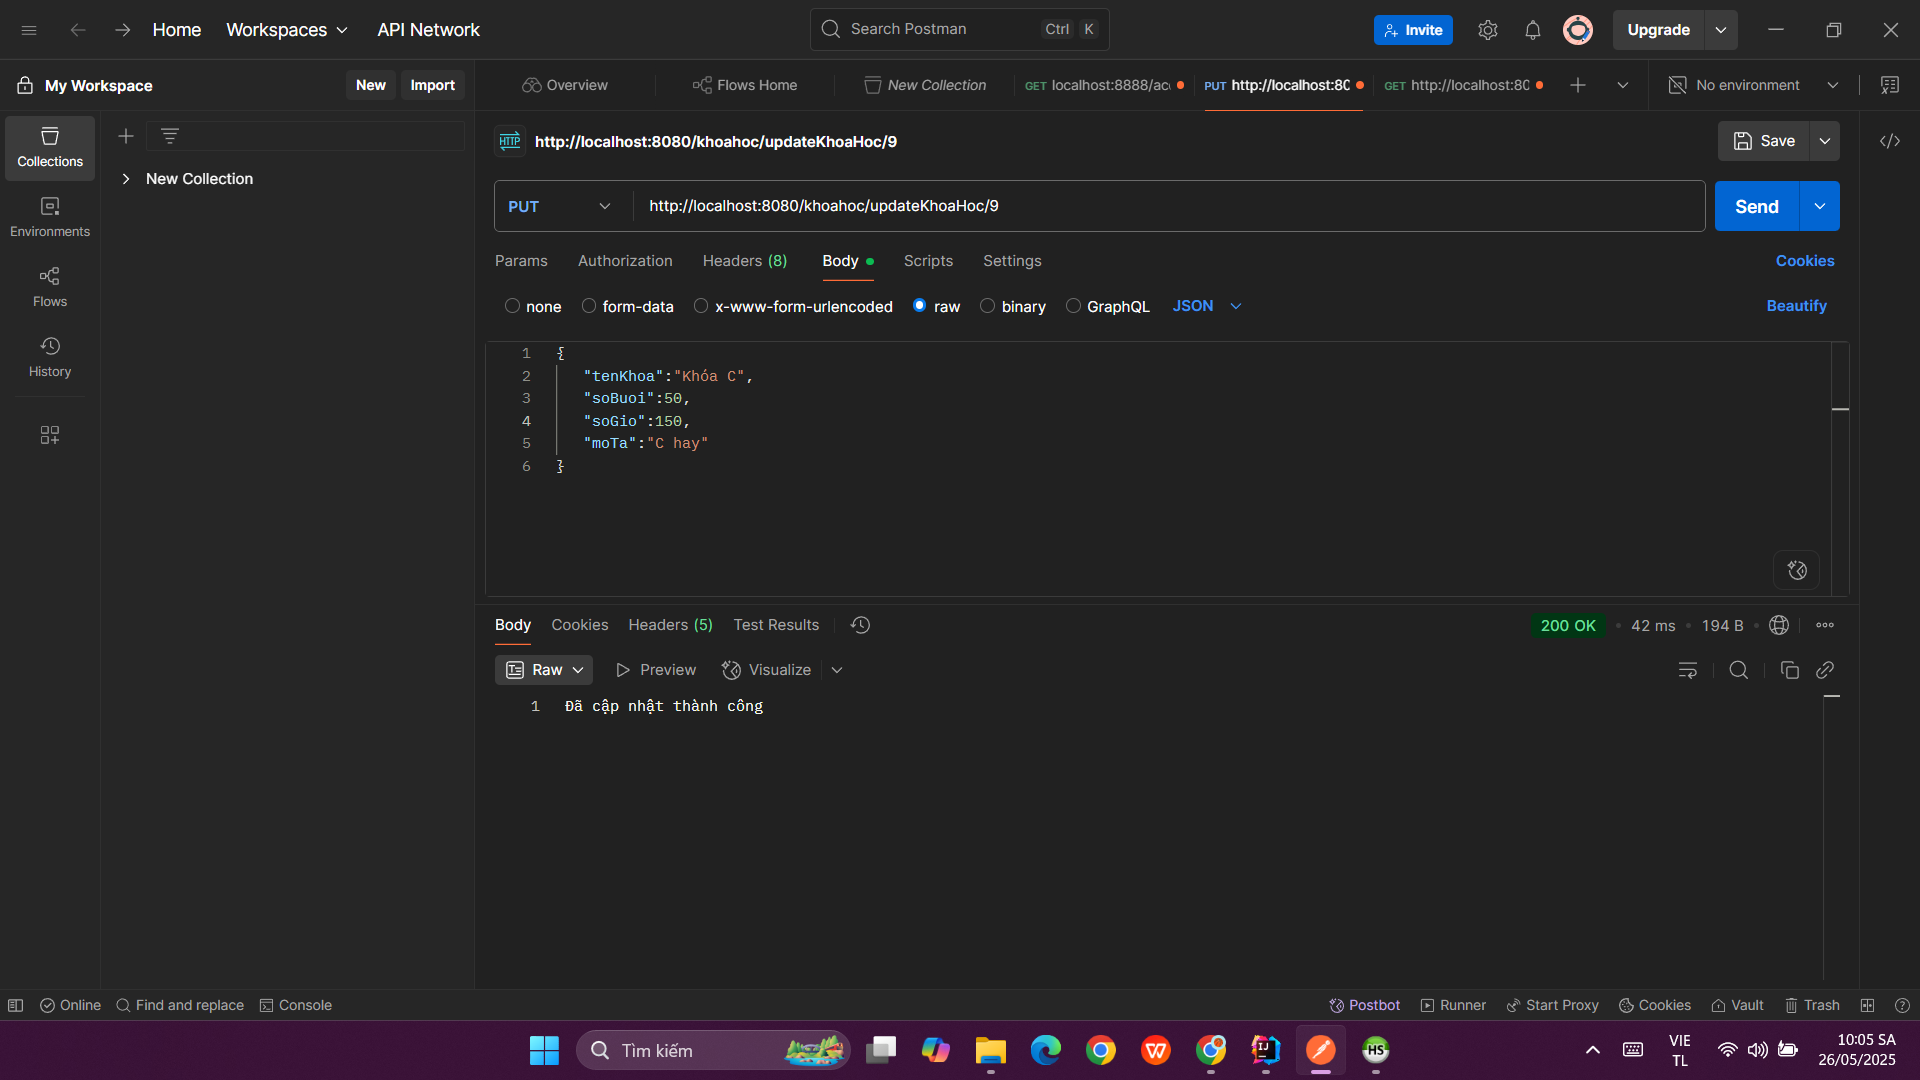 Home Workspaces API Network Search Postman Ctrl K Invite Upgrade
My Workspace New Import Overview Flows Home New Collection GET localhost:8888/acc PUT http://localhost:80 GET http://localhost:80 No environment
Collections
Environments
Flows
History
New Collection
HTTP http://localhost:8080/khoahoc/updateKhoaHoc/9 Save
PUT http://localhost:8080/khoahoc/updateKhoaHoc/9 Send
Params Authorization Headers (8) Body Scripts Settings Cookies
none form-data x-www-form-urlencoded raw binary GraphQL JSON Beautify
1 {
2 "tenKhoa":"Khóa C",
3 "soBuoi":50,
4 "soGio":150,
5 "moTa":"C hay"
6 }
Body Cookies Headers (5) Test Results 200 OK • 42 ms • 194 B
Raw Preview Visualize
1 Đã cập nhật thành công
Online Find and replace Console Postbot Runner Start Proxy Cookies Vault Trash
Tìm kiếm
VIE
TL
10:05 SA
26/05/2025